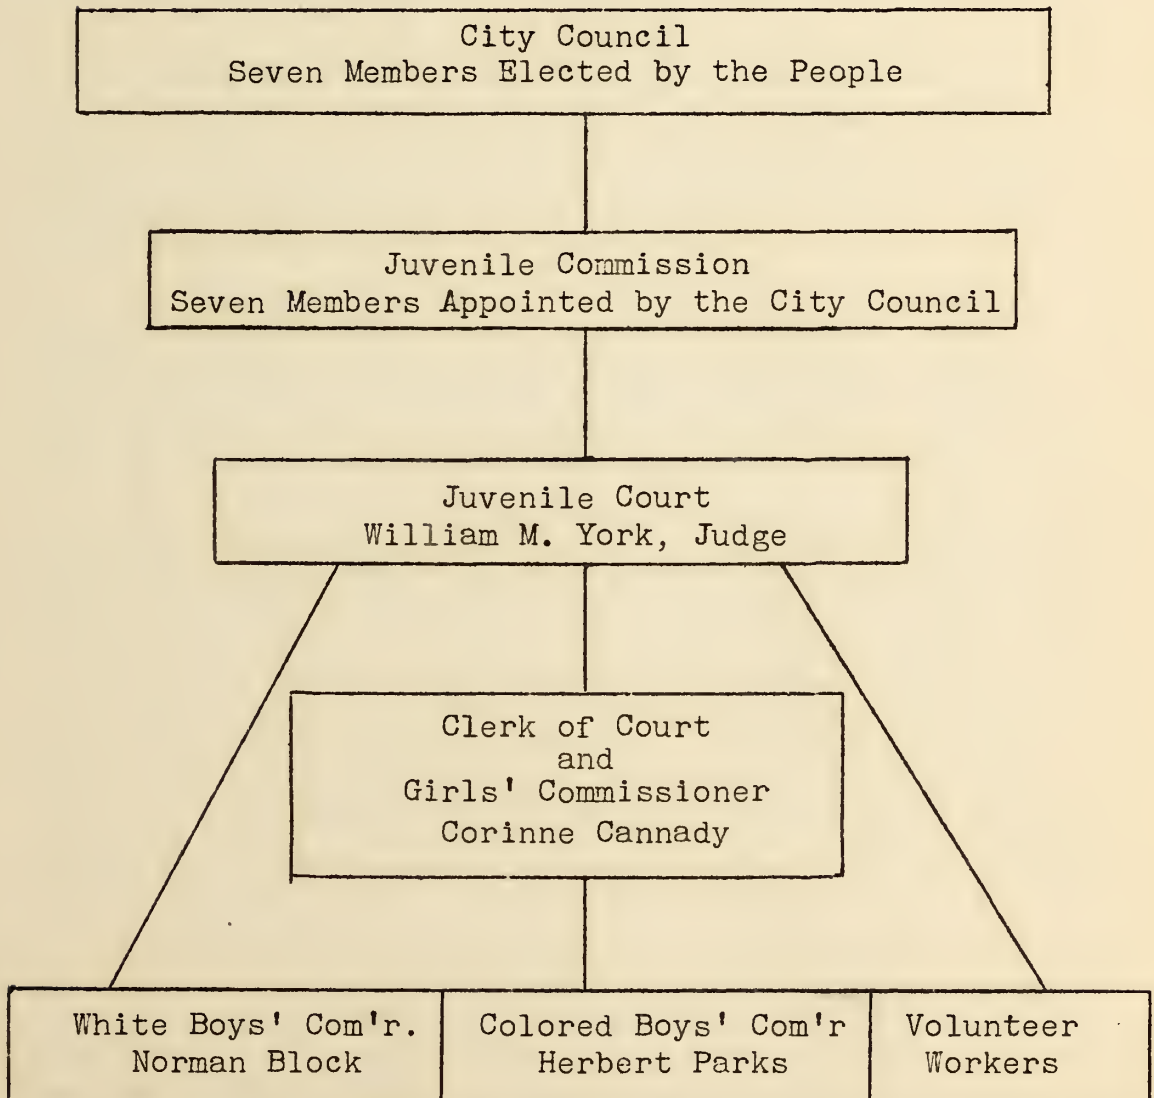 City Council
Seven Members Elected by the People
Juvenile Commission
Seven Members Appointed by the City Council
Juvenile Court
William M. York, Judge
Clerk of Court
and
Girls' Commissioner
Corinne Cannady
White Boys' Com'r.
Norman Block
Colored Boys' Com'r
Herbert Parks
Volunteer
Workers